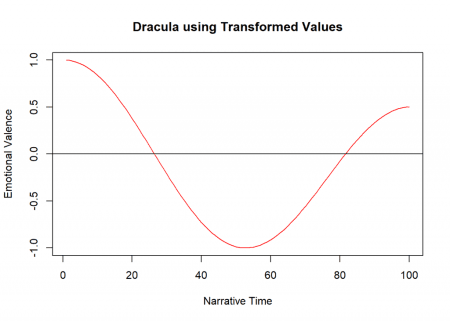 Dracula using Transformed Values
Emotional Valence
1.0
0.5
0.0
-0.5
-1.0
0 20 40 60 80 100
Narrative Time